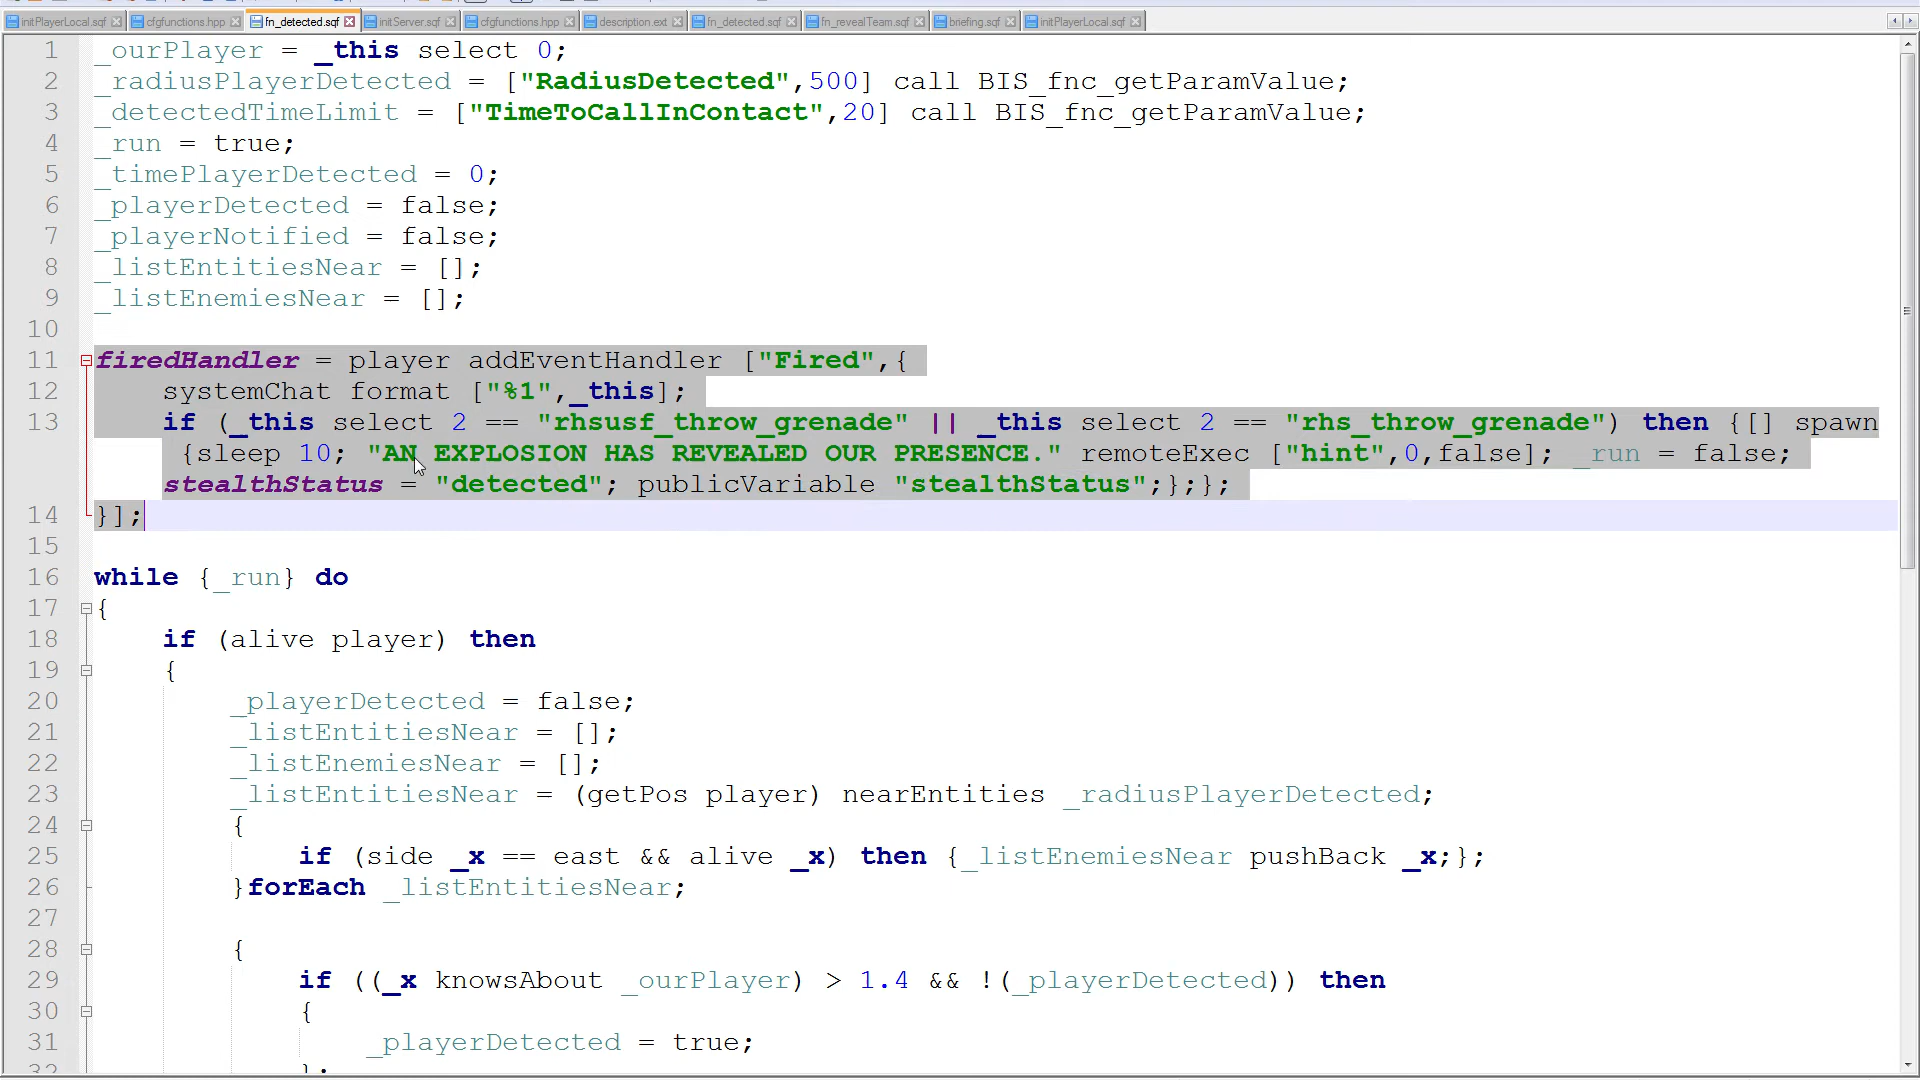 initPlayerLocal.sqf cfgfunctions.hpp fn_detected.sqf initServer.sqf cfgfunctions.hpp description.ext fn_detected.sqf fn_revealTeam.sqf briefing.sqf initPlayerLocal.sqf
1 _ourPlayer = _this select 0;
2 _radiusPlayerDetected = ["RadiusDetected",500] call BIS_fnc_getParamValue;
3 _detectedTimeLimit = ["TimeToCallInContact",20] call BIS_fnc_getParamValue;
4 _run = true;
5 _timePlayerDetected = 0;
6 _playerDetected = false;
7 _playerNotified = false;
8 _listEntitiesNear = [];
9 _listEnemiesNear = [];
10
11 firedHandler = player addEventHandler ["Fired",{
12 systemChat format ["%1",_this];
13 if (_this select 2 == "rhsusf_throw_grenade" || _this select 2 == "rhs_throw_grenade") then {[] spawn
{sleep 10; "AN EXPLOSION HAS REVEALED OUR PRESENCE." remoteExec ["hint",0,false]; _run = false;
stealthStatus = "detected"; publicVariable "stealthStatus";};};
14 }];
15
16 while {_run} do
17 {
18 if (alive player) then
19 {
20 _playerDetected = false;
21 _listEntitiesNear = [];
22 _listEnemiesNear = [];
23 _listEntitiesNear = (getPos player) nearEntities _radiusPlayerDetected;
24 {
25 if (side _x == east && alive _x) then {_listEnemiesNear pushBack _x;};
26 }forEach _listEntitiesNear;
27
28 {
29 if ((_x knowsAbout _ourPlayer) > 1.4 && !(_playerDetected)) then
30 {
31 _playerDetected = true;
32 };